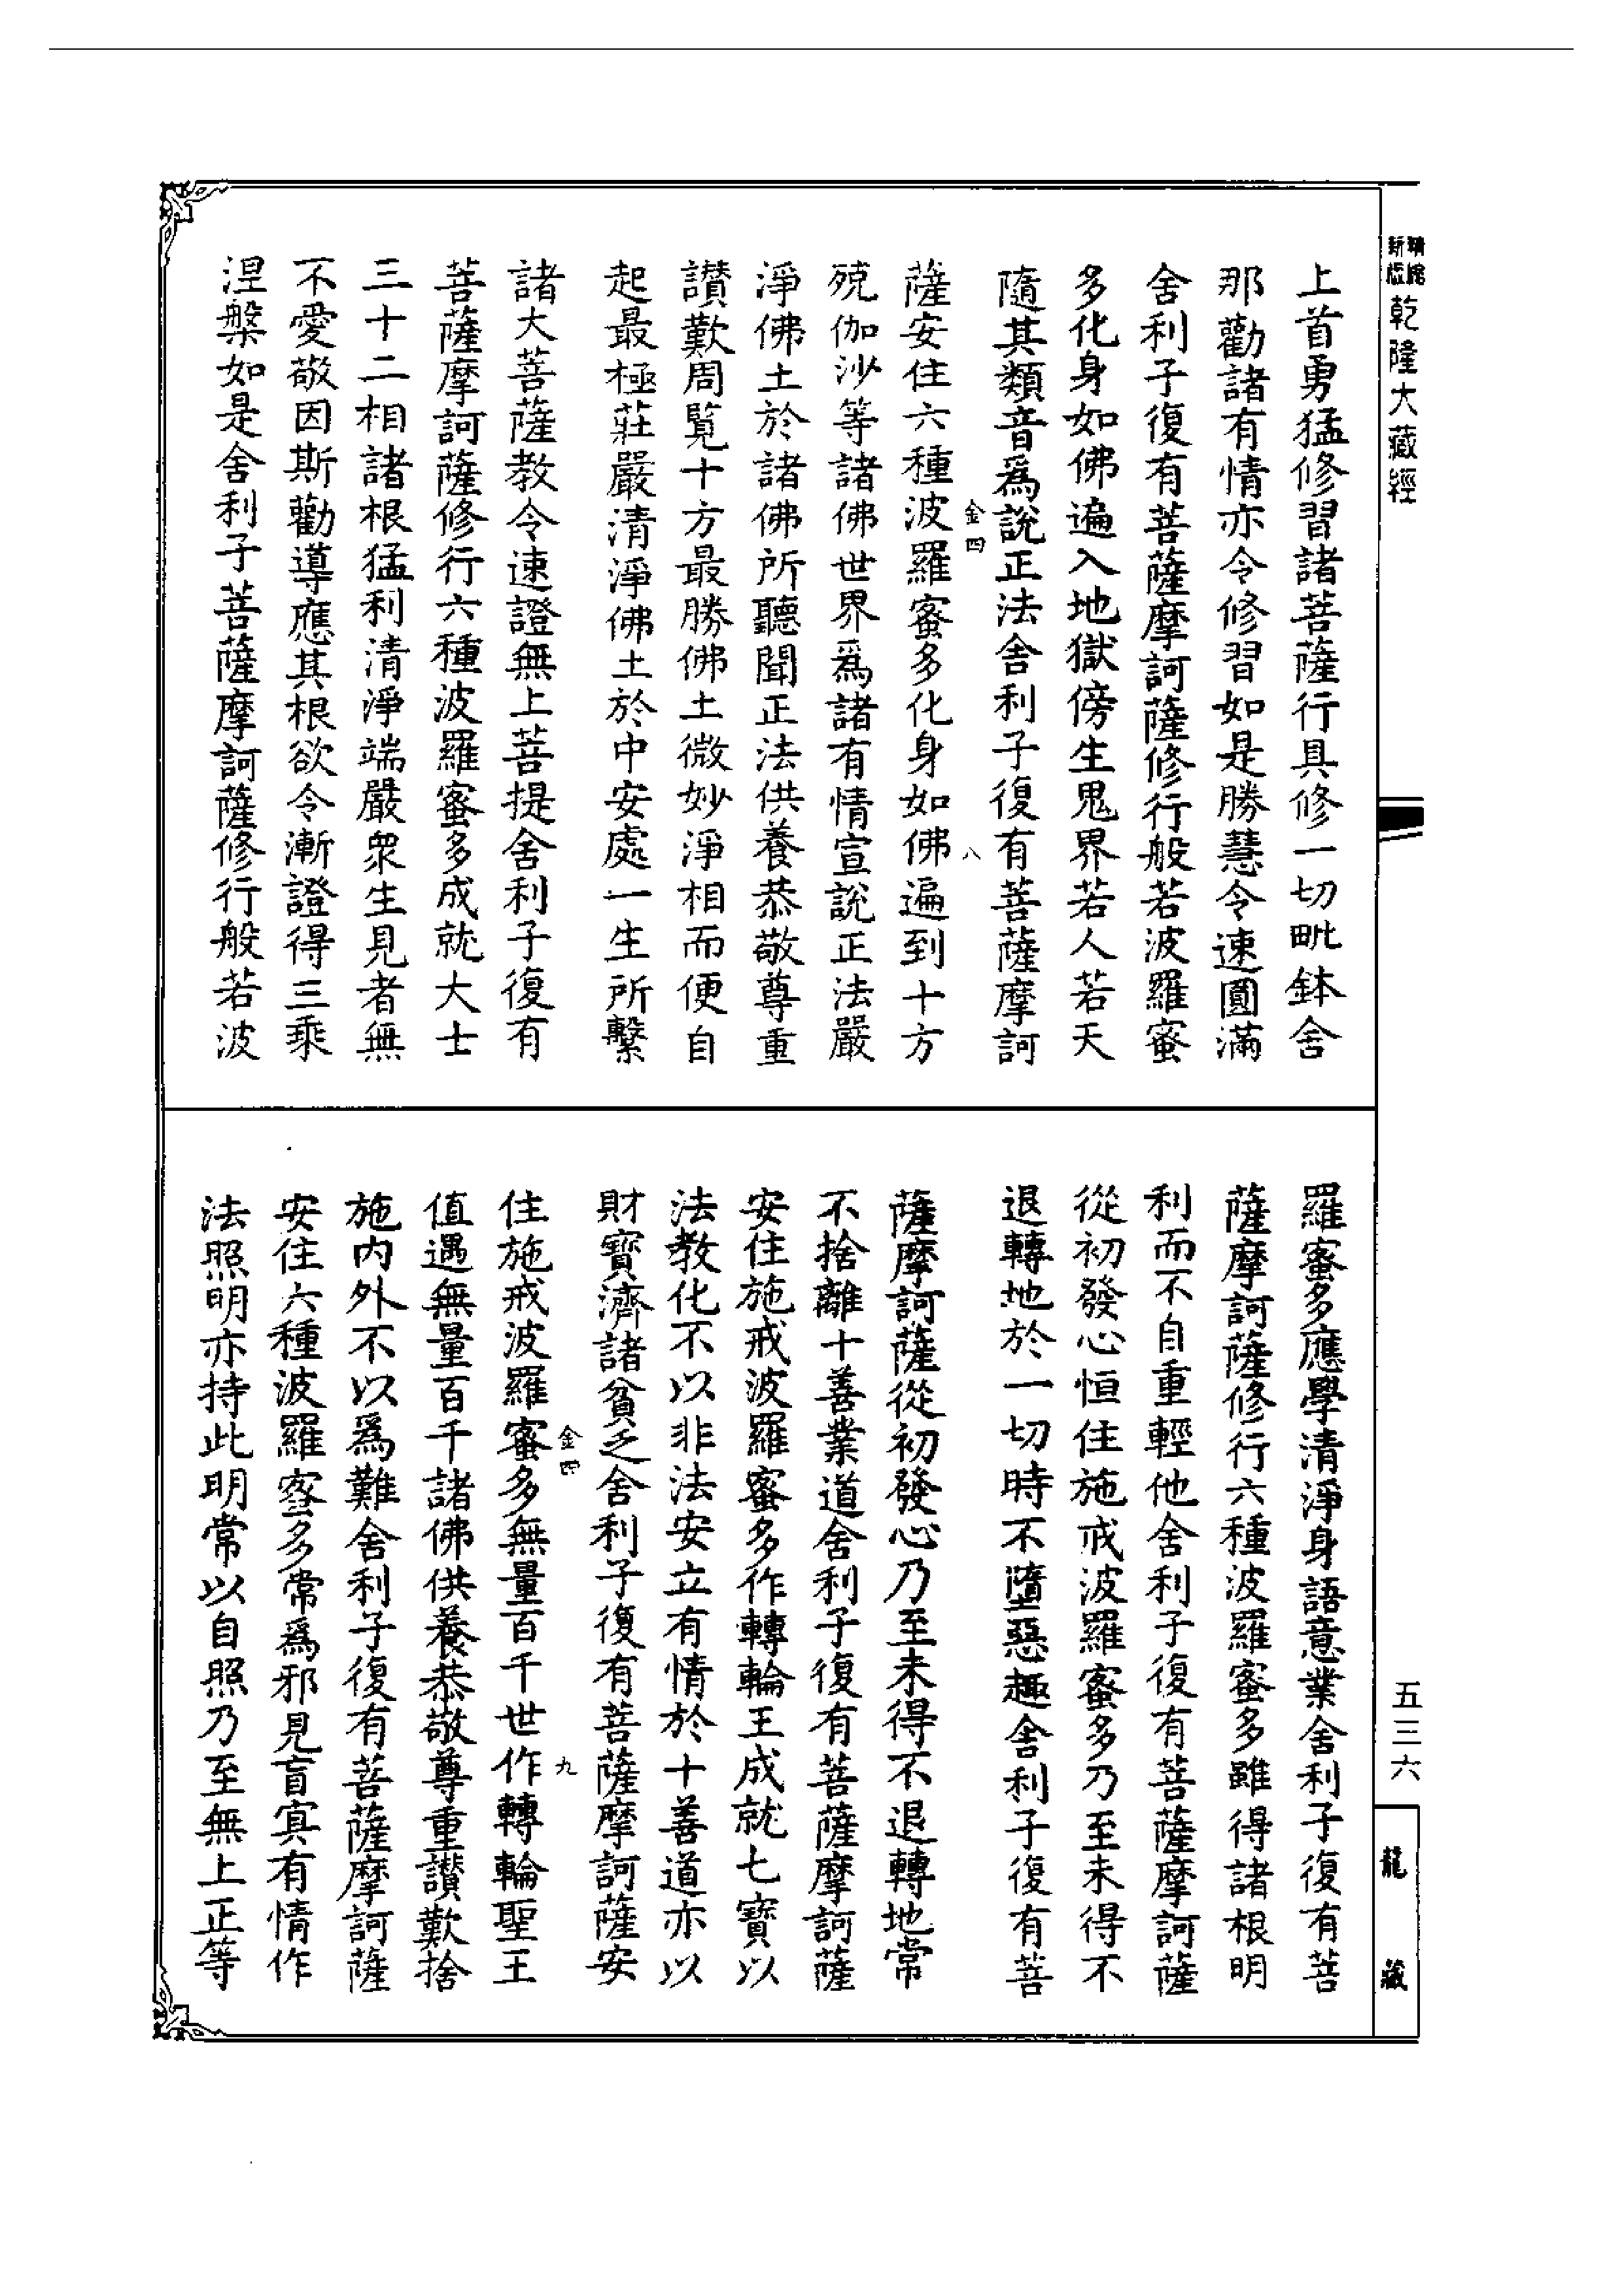 乾隆大藏經
上首勇猛修習諸菩薩行具修一切毗鉢舍
那勸諸有情亦令修習如是勝慧令速圓滿
舍利子復有菩薩摩訶薩修行般若波羅蜜
多化身如佛遍入地獄傍生鬼界若人若天
隨其類音爲說正法舍利子復有菩薩摩訶
金四 八
薩安住六種波羅蜜多化身如佛遍到十方
殑伽沙等諸佛世界爲諸有情宣說正法嚴
淨佛土於諸佛所聽聞正法供養恭敬尊重
讚歎周覽十方最勝佛土微妙淨相而便自
起最極莊嚴清淨佛土於中安處一生所繫
諸大菩薩教令速證無上菩提舍利子復有
菩薩摩訶薩修行六種波羅蜜多成就大士
三十二相諸根猛利清淨端嚴衆生見者無
不愛敬因斯勸導應其根欲令漸證得三乘
涅槃如是舍利子菩薩摩訶薩修行般若波
羅蜜多應學清淨身語意業舍利子復有菩
薩摩訶薩修行六種波羅蜜多雖得諸根明
利而不自重輕他舍利子復有菩薩摩訶薩
從初發心恒住施戒波羅蜜多乃至未得不
退轉地於一切時不墮惡趣舍利子復有菩
薩摩訶薩從初發心乃至未得不退轉地常
不捨離十善業道舍利子復有菩薩摩訶薩
安住施戒波羅蜜多作轉輪王成就七寶以
法教化不以非法安立有情於十善道亦以
財寶濟諸貧乏舍利子復有菩薩摩訶薩安
金四 九
住施戒波羅蜜多無量百千世作轉輪聖王
值遇無量百千諸佛供養恭敬尊重讚歎捨
施內外不以爲難舍利子復有菩薩摩訶薩
安住六種波羅蜜多常爲邪見盲冥有情作
法照明亦持此明常以自照乃至無上正等
五三六
龍藏